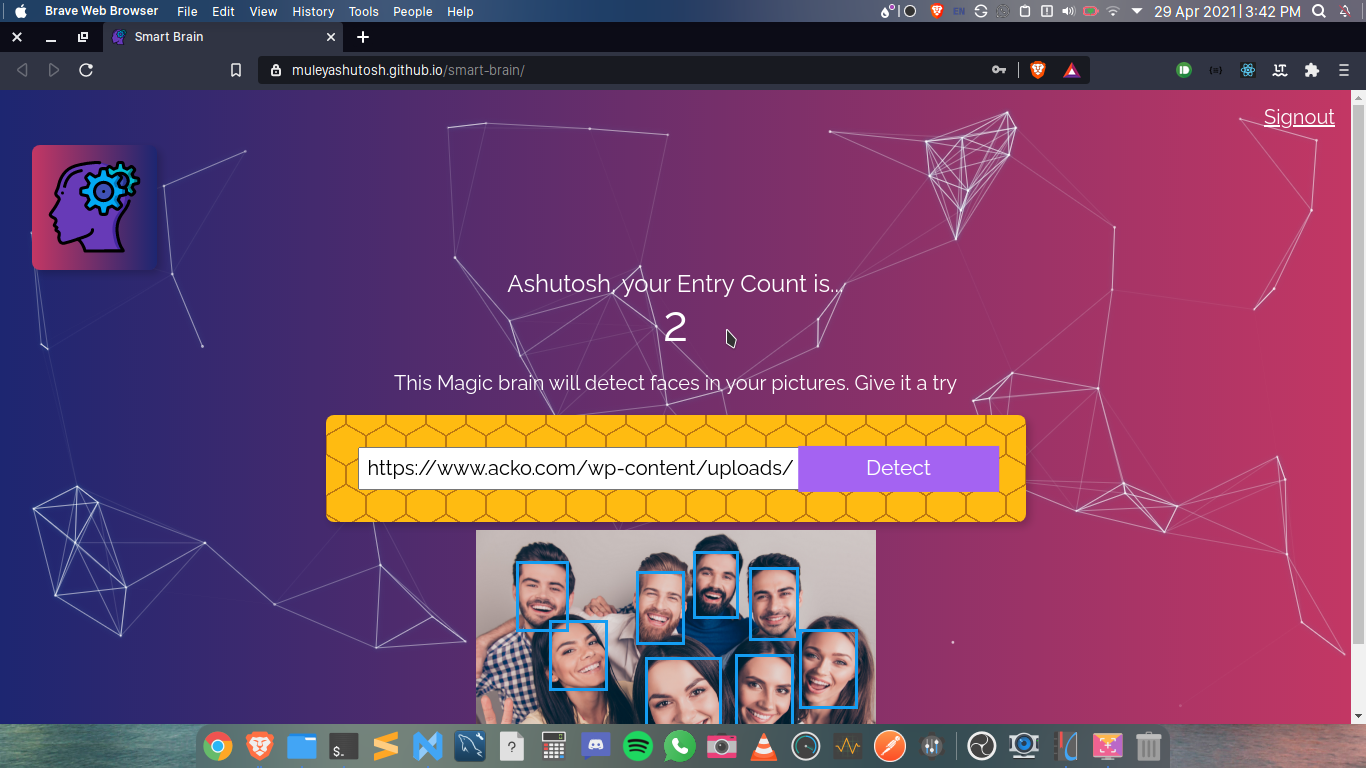 Brave Web Browser File Edit View History Tools People Help EN 29 Apr 2021 | 3:42 PM
Smart Brain
muleyashutosh.github.io/smart-brain/
Signout
Ashutosh, your Entry Count is...
2
This Magic brain will detect faces in your pictures. Give it a try
https://www.acko.com/wp-content/uploads/ Detect
$_ ?